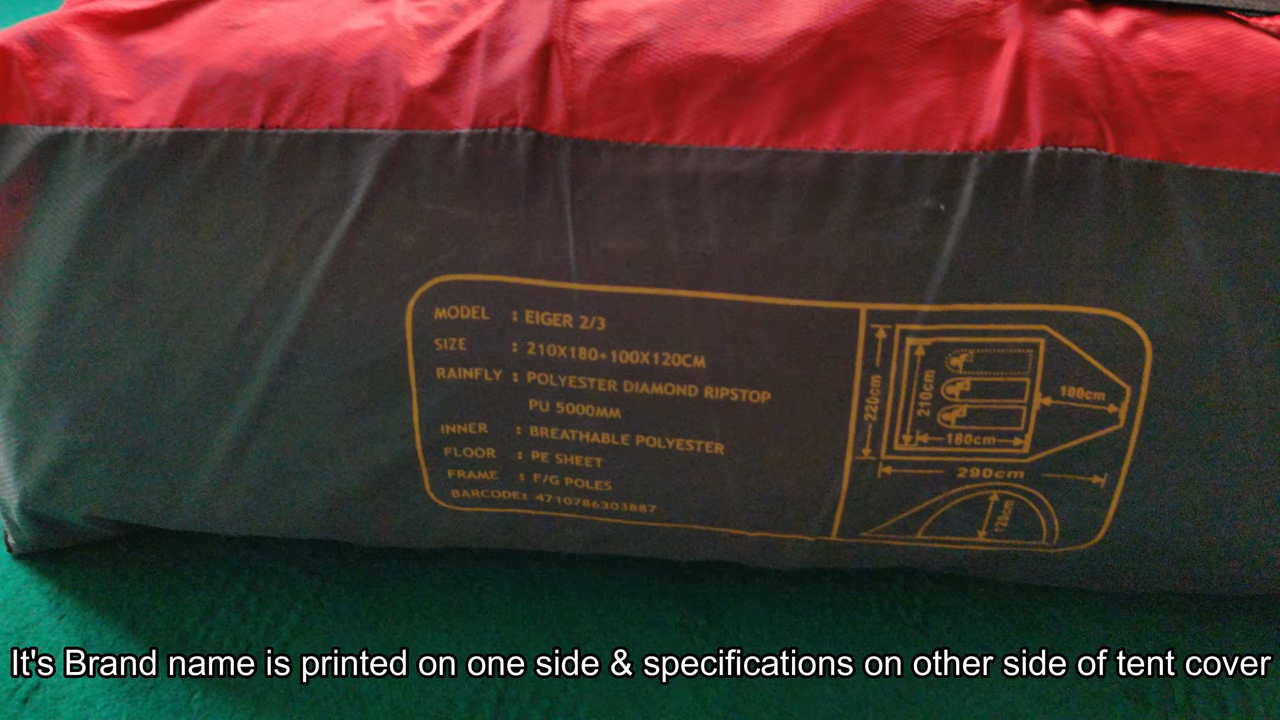 MODEL : EIGER 2/3
SIZE : 210X180+100X120CM
RAINFLY : POLYESTER DIAMOND RIPSTOP
PU 5000MM
INNER : BREATHABLE POLYESTER
FLOOR : PE SHEET
FRAME : F/G POLES
BARCODE: 4710786303887
220cm
210cm
180cm
100cm
290cm
120cm
It's Brand name is printed on one side & specifications on other side of tent cover